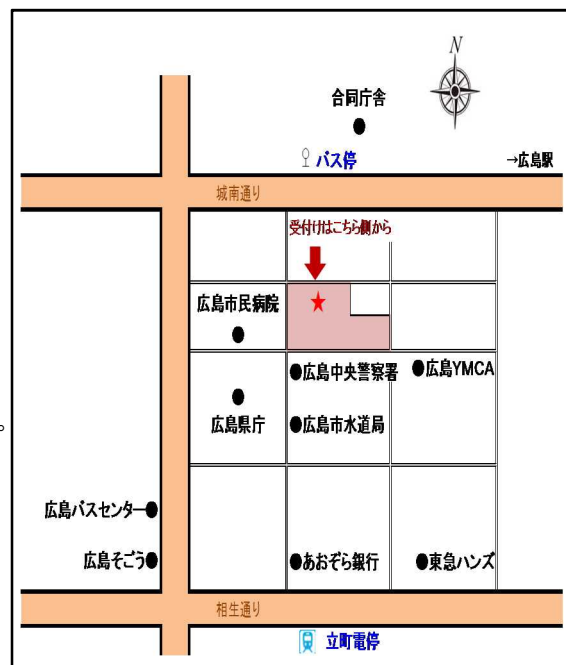 N
合同庁舎
バス停
→広島駅
城南通り
受付けはこちら側から
広島市民病院
広島中央警察署
広島YMCA
広島県庁
広島市水道局
。
広島バスセンター
広島そごう
あおぞら銀行
東急ハンズ
相生通り
立町電停